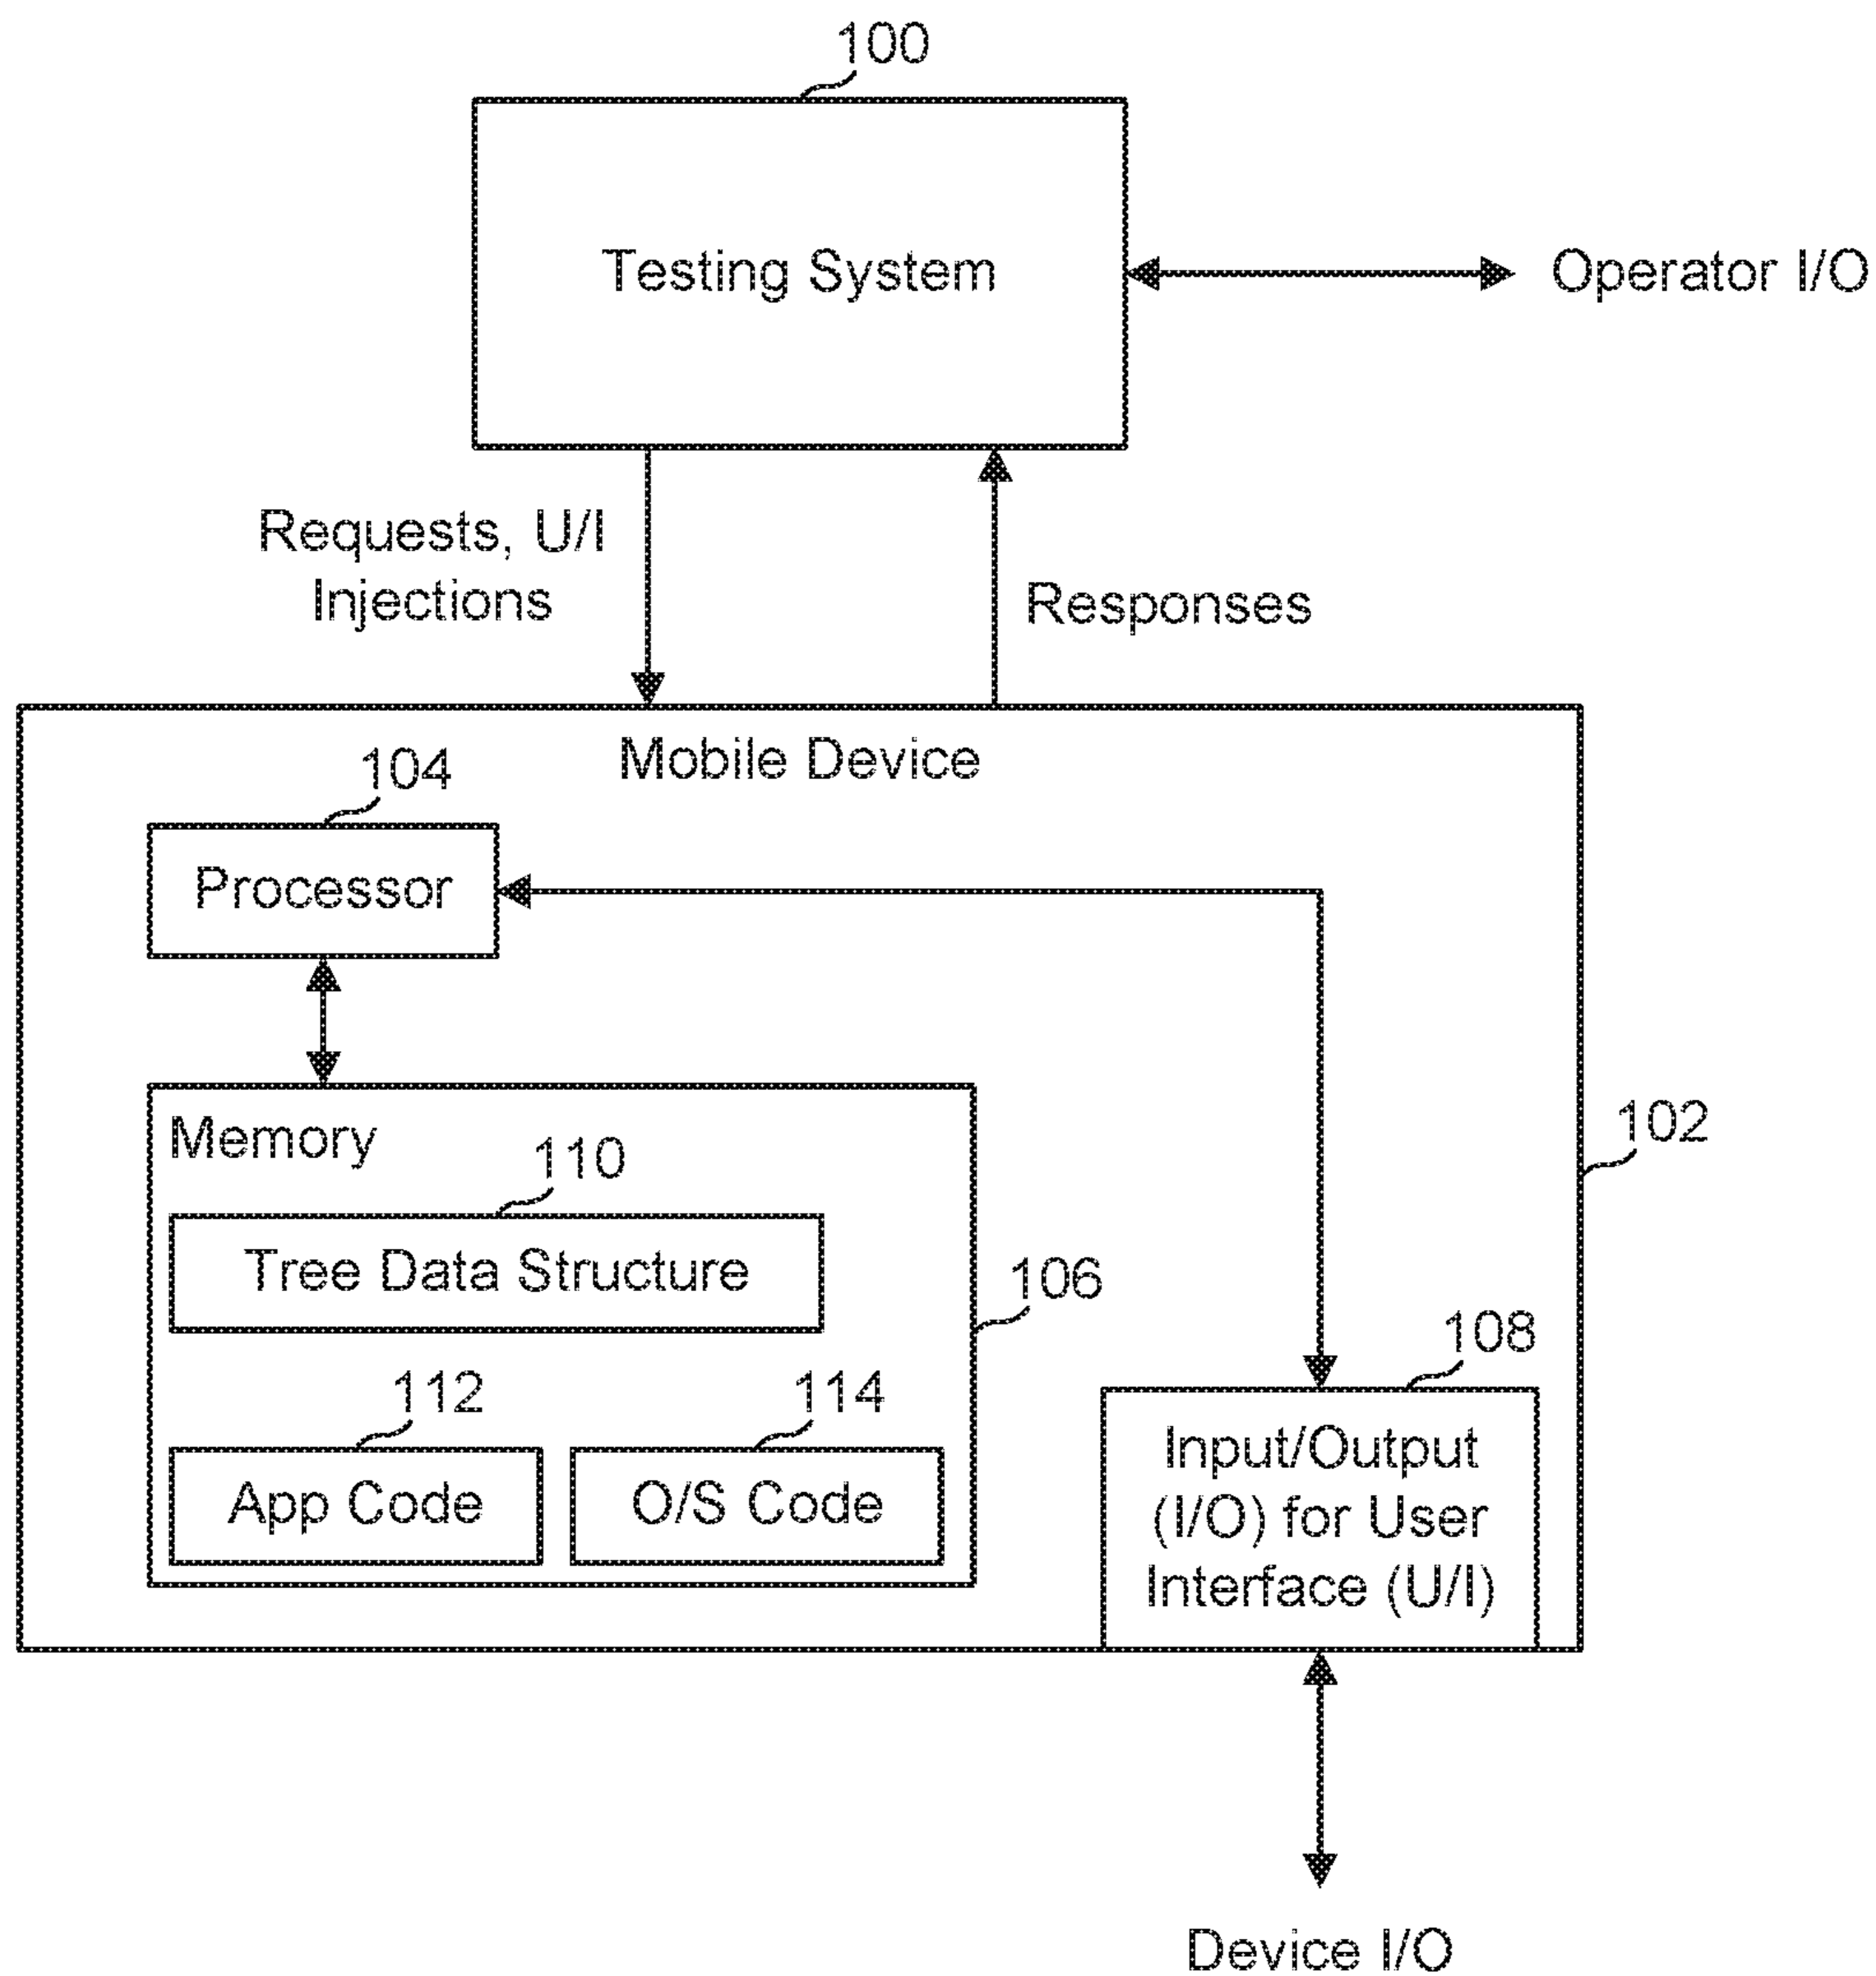 100
Testing System
Operator I/O
Requests, U/I
Injections
Responses
Mobile Device
104
Processor
102
Memory
110
Tree Data Structure
106
108
112
114
App Code
O/S Code
Input/Output
(I/O) for User
Interface (U/I)
Device I/O